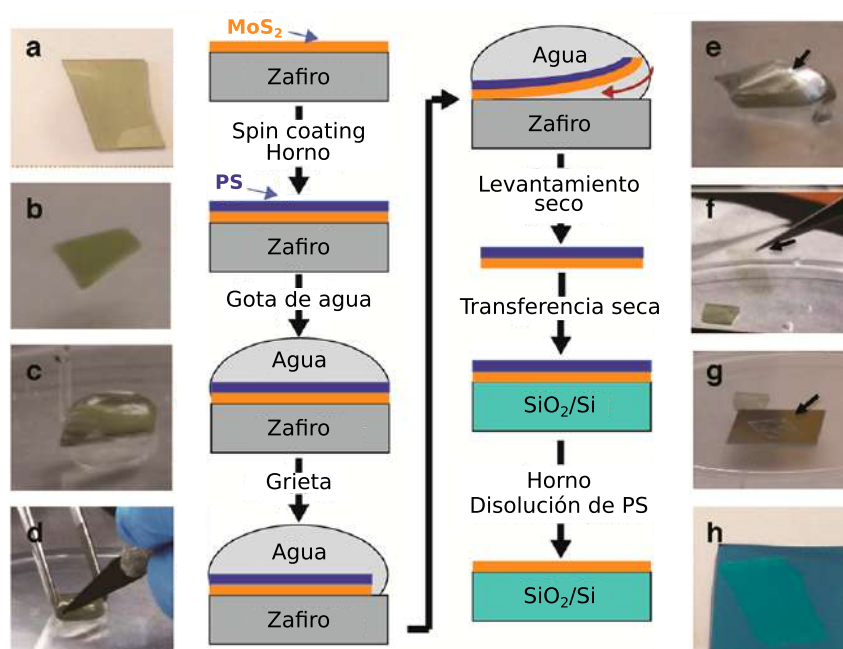 a
b
c
d
MoS₂
Zafiro
Spin coating
Horno
PS
Zafiro
Gota de agua
Agua
Zafiro
Grieta
Agua
Zafiro
Agua
Zafiro
Levantamiento
seco
Transferencia seca
SiO₂/Si
Horno
Disolución de PS
SiO₂/Si
e
f
g
h